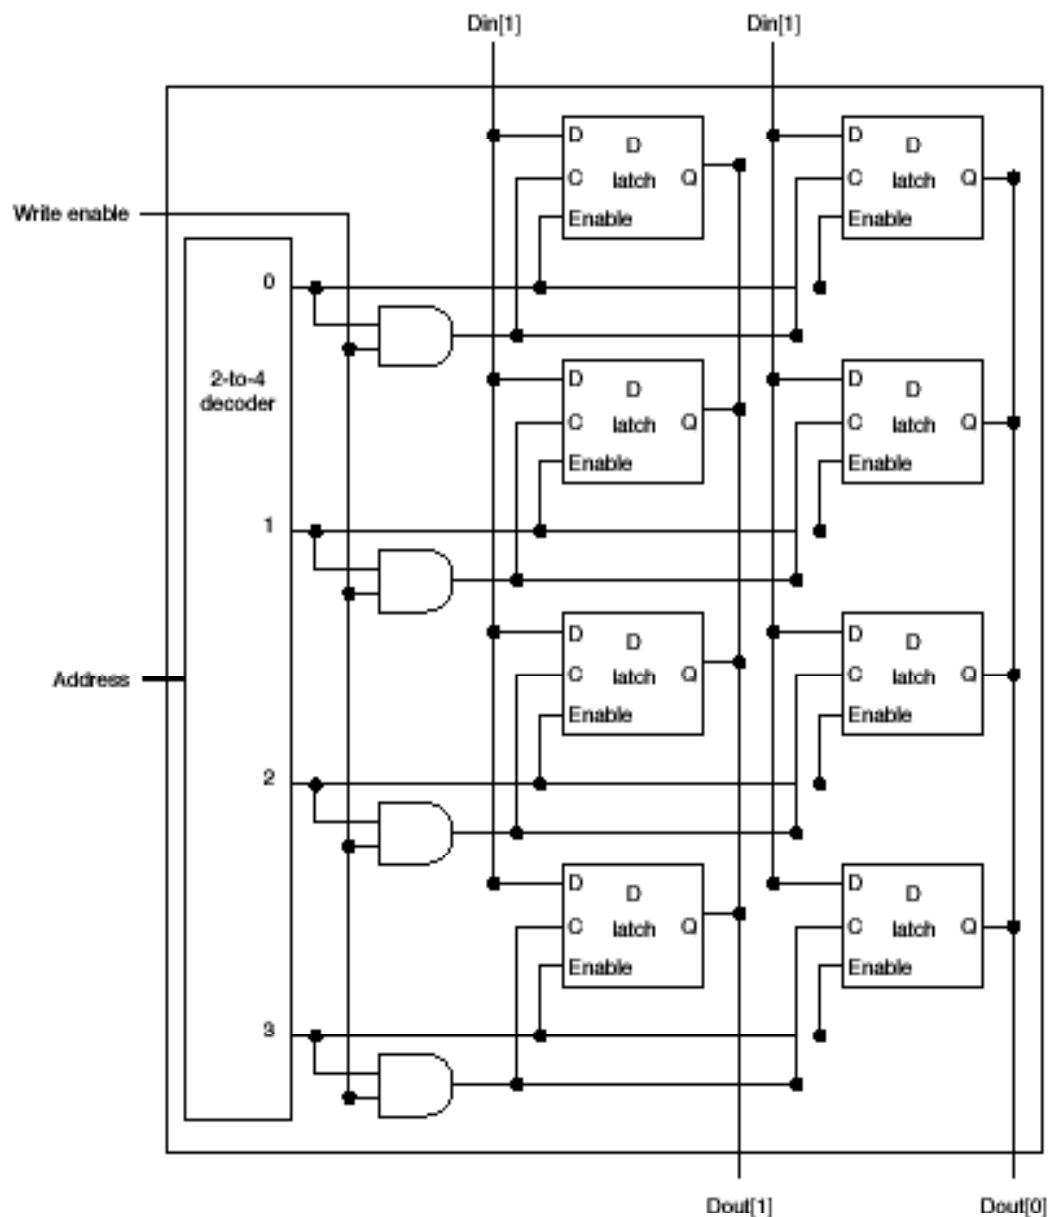 Din[1] Din[1]
D D
D D
C latch Q C latch Q
Write enable
Enable Enable
0
2-to-4
decoder
D D
D D
C latch Q C latch Q
Enable Enable
1
D D
D D
C latch Q C latch Q
Address
Enable Enable
2
D D
D D
C latch Q C latch Q
Enable Enable
3
Dout[1] Dout[0]